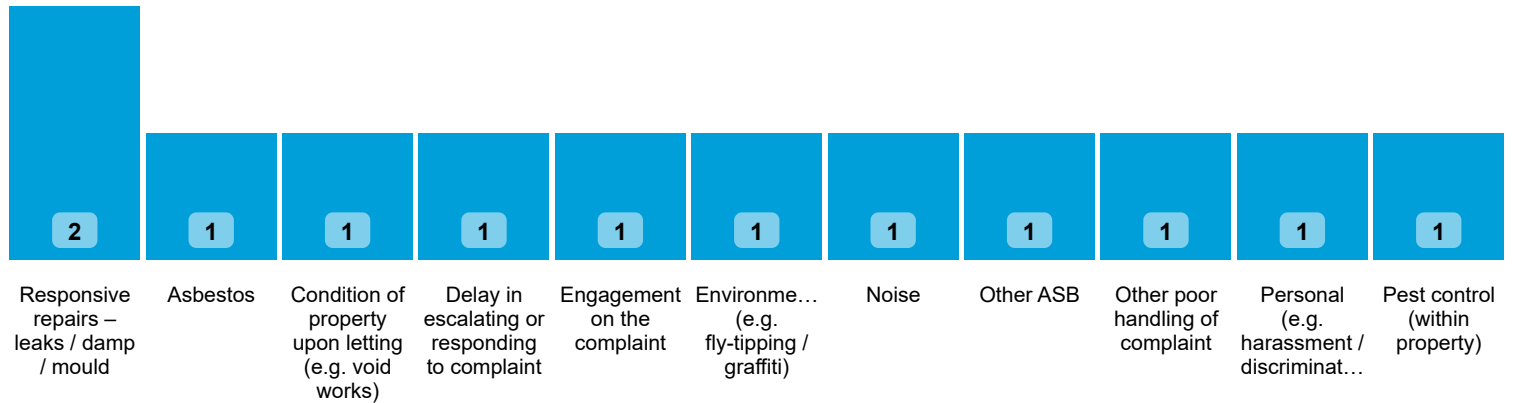 2
1
1
1
1
1
1
1
1
1
1
Responsive
repairs –
leaks / damp
/ mould
Asbestos
Condition of
property
upon letting
(e.g. void
works)
Delay in
escalating or
responding
to complaint
Engagement
on the
complaint
Environme…
(e.g.
fly-tipping /
graffiti)
Noise
Other ASB
Other poor
handling of
complaint
Personal
(e.g.
harassment /
discriminat…
Pest control
(within
property)